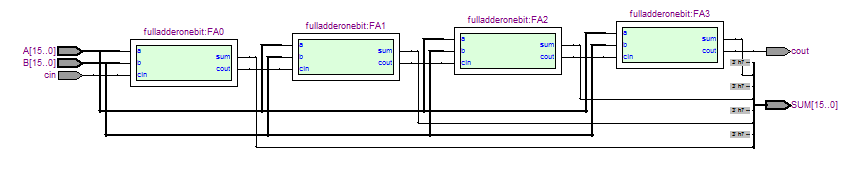 fulladderonebit:FA0
fulladderonebit:FA1
fulladderonebit:FA2
fulladderonebit:FA3
A[15..0]
B[15..0]
cin
a
b
cin
sum
cout
a
b
cin
sum
cout
a
b
cin
sum
cout
a
b
cin
sum
cout
cout
SUM[15..0]